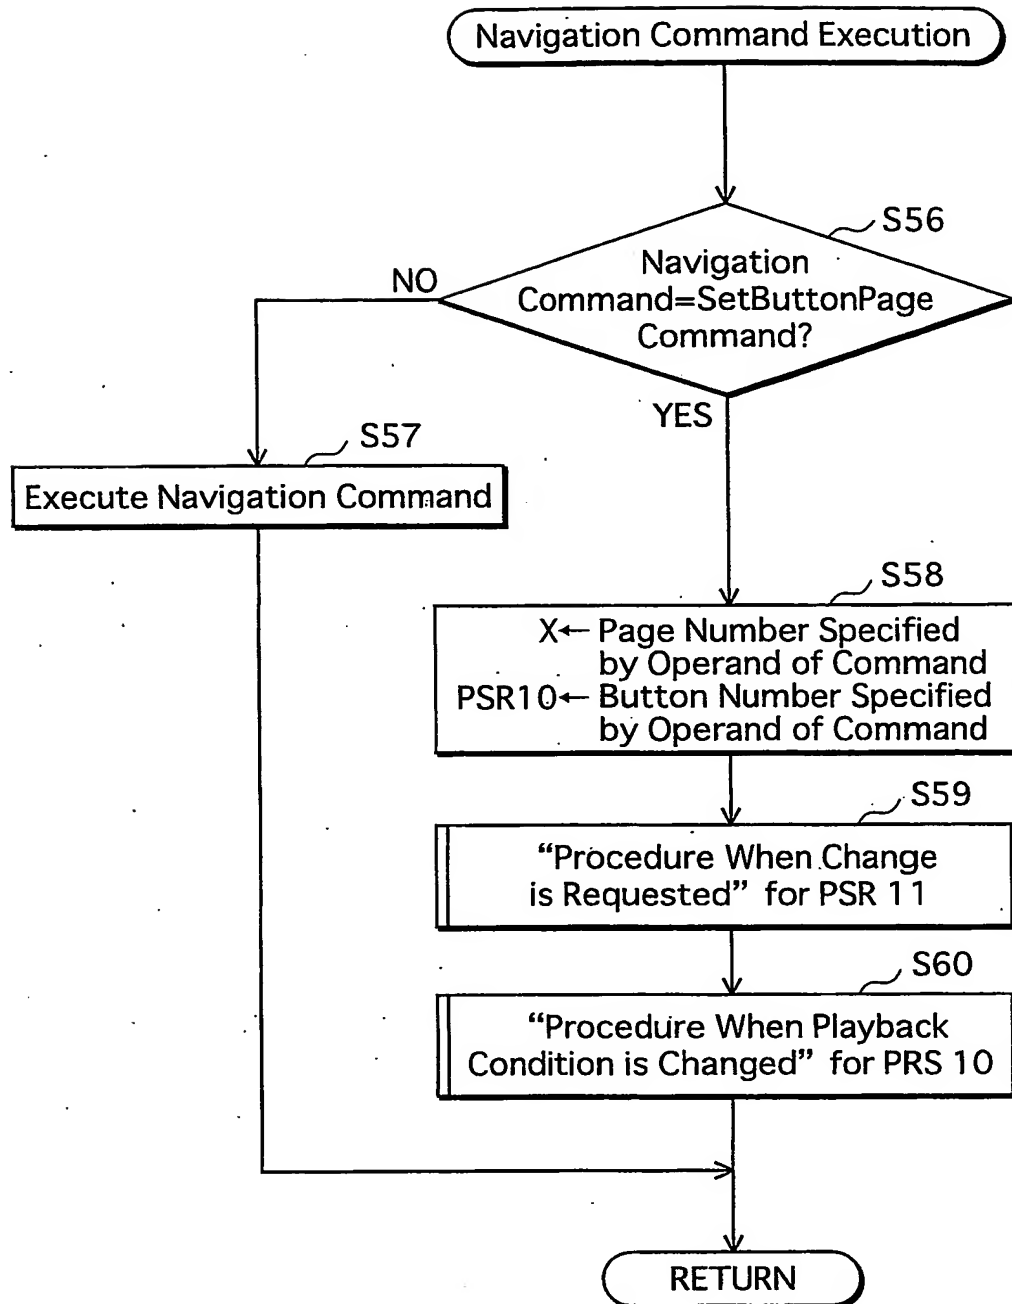 Navigation Command Execution
S56
Navigation
Command=SetButtonPage
Command?
NO
YES
S57
Execute Navigation Command
S58
X← Page Number Specified
by Operand of Command
PSR10← Button Number Specified
by Operand of Command
S59
“Procedure When Change
is Requested” for PSR 11
S60
“Procedure When Playback
Condition is Changed” for PRS 10
RETURN